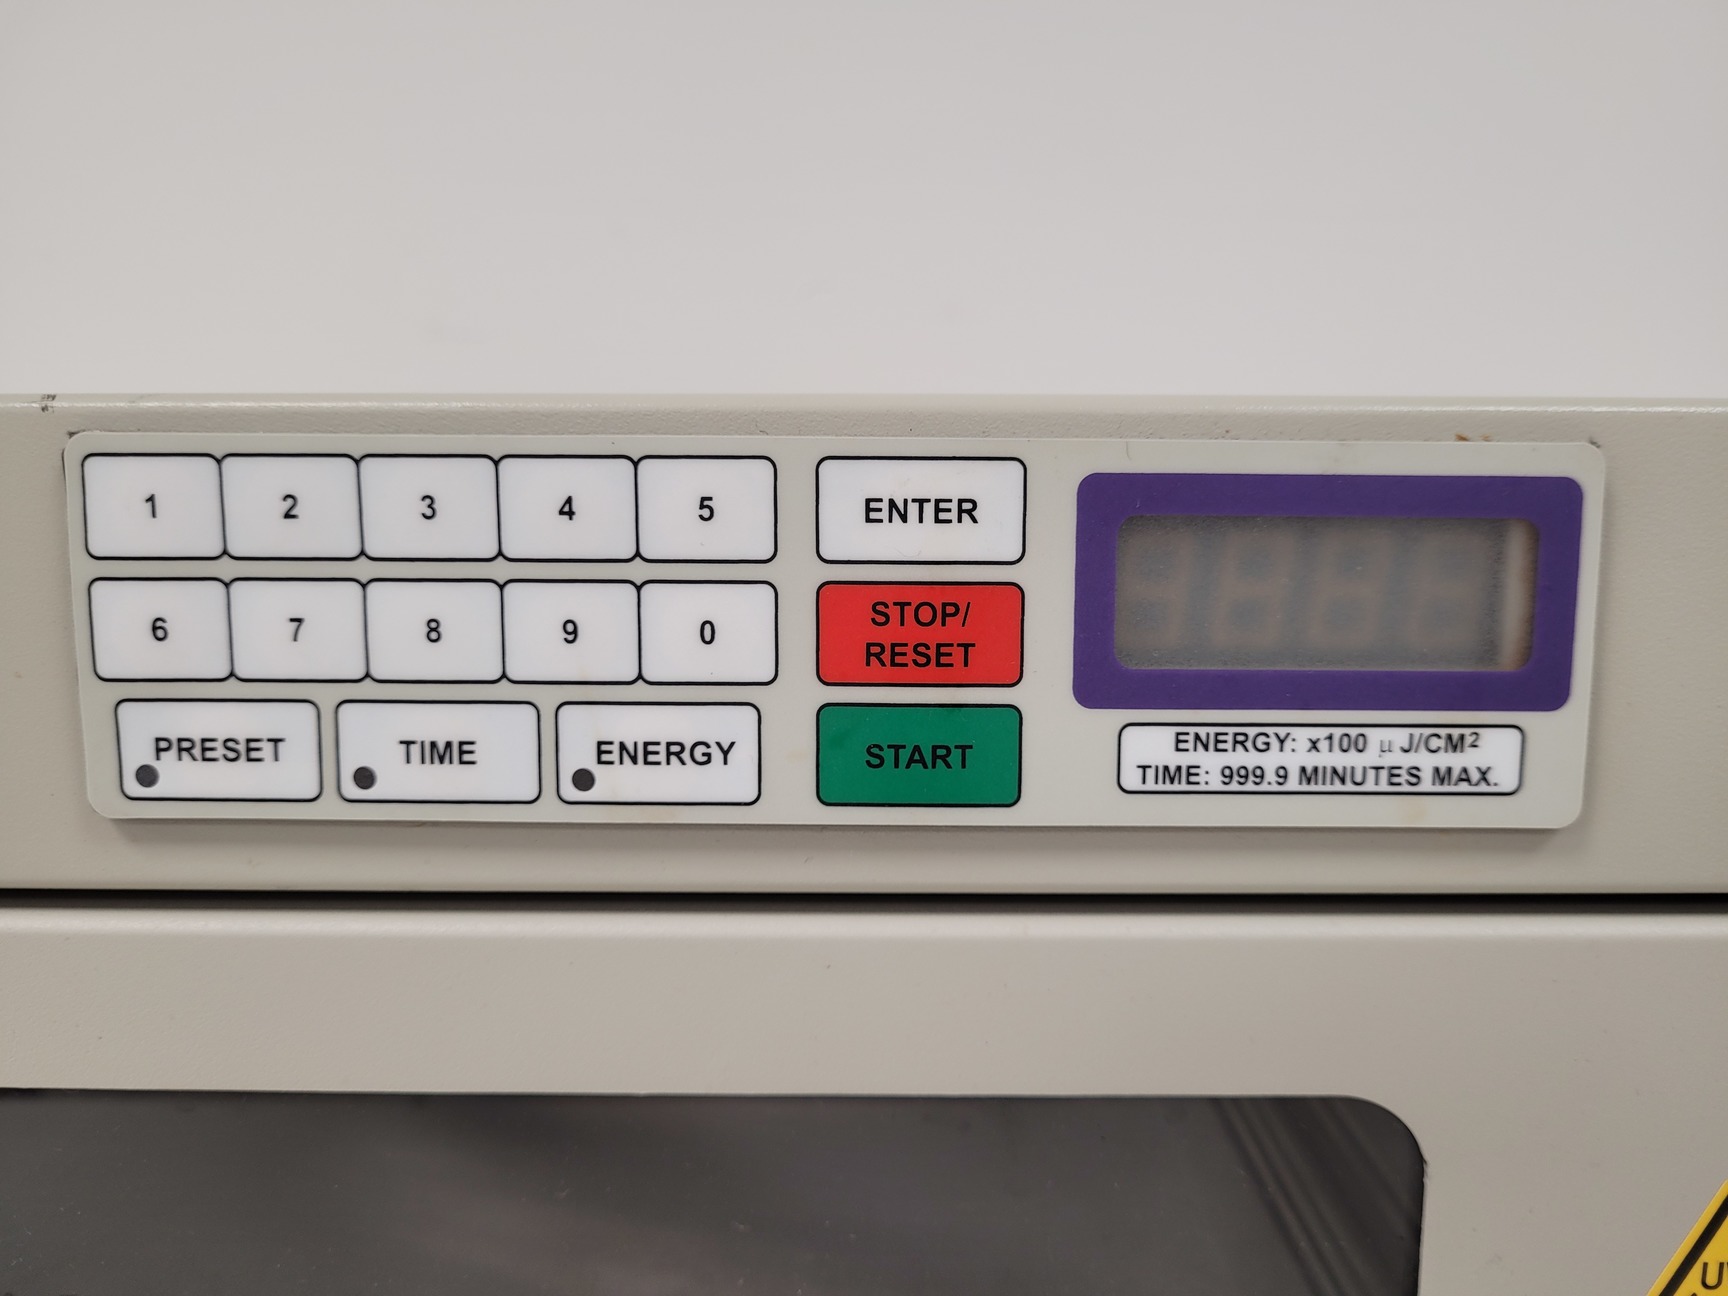 1 2 3 4 5
ENTER
6 7 8 9 0
STOP/
RESET
PRESET
TIME
ENERGY
START
ENERGY: x100 μ J/CM²
TIME: 999.9 MINUTES MAX.